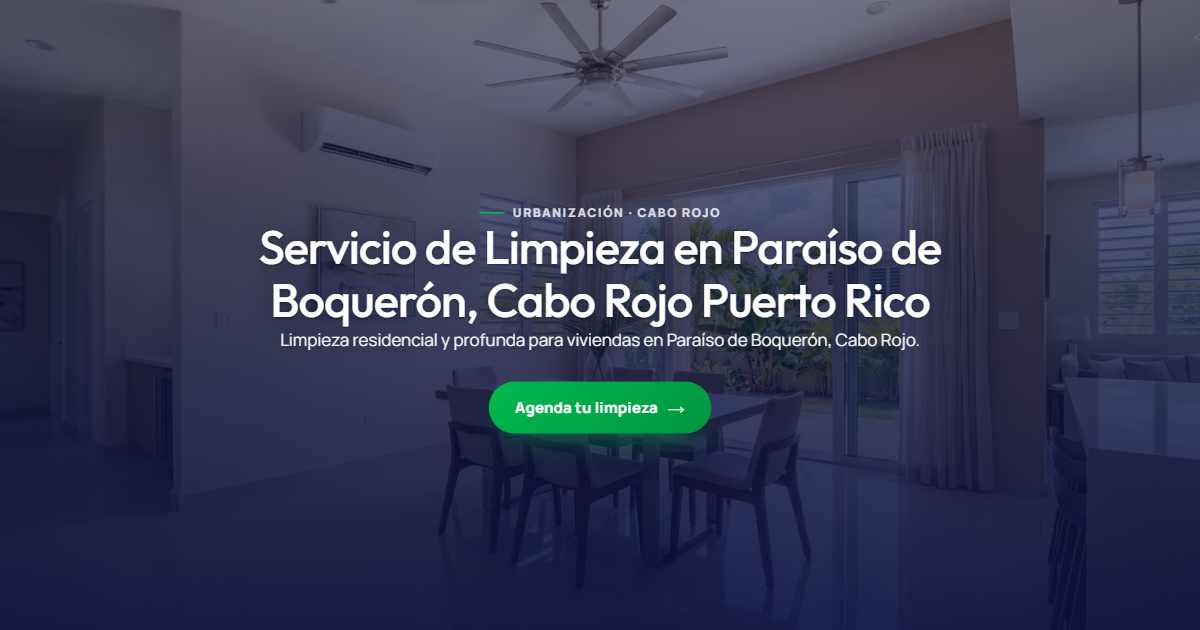 URBANIZACIÓN · CABO ROJO
Servicio de Limpieza en Paraíso de
Boquerón, Cabo Rojo Puerto Rico
Limpieza residencial y profunda para viviendas en Paraíso de Boquerón, Cabo Rojo.
Agenda tu limpieza →